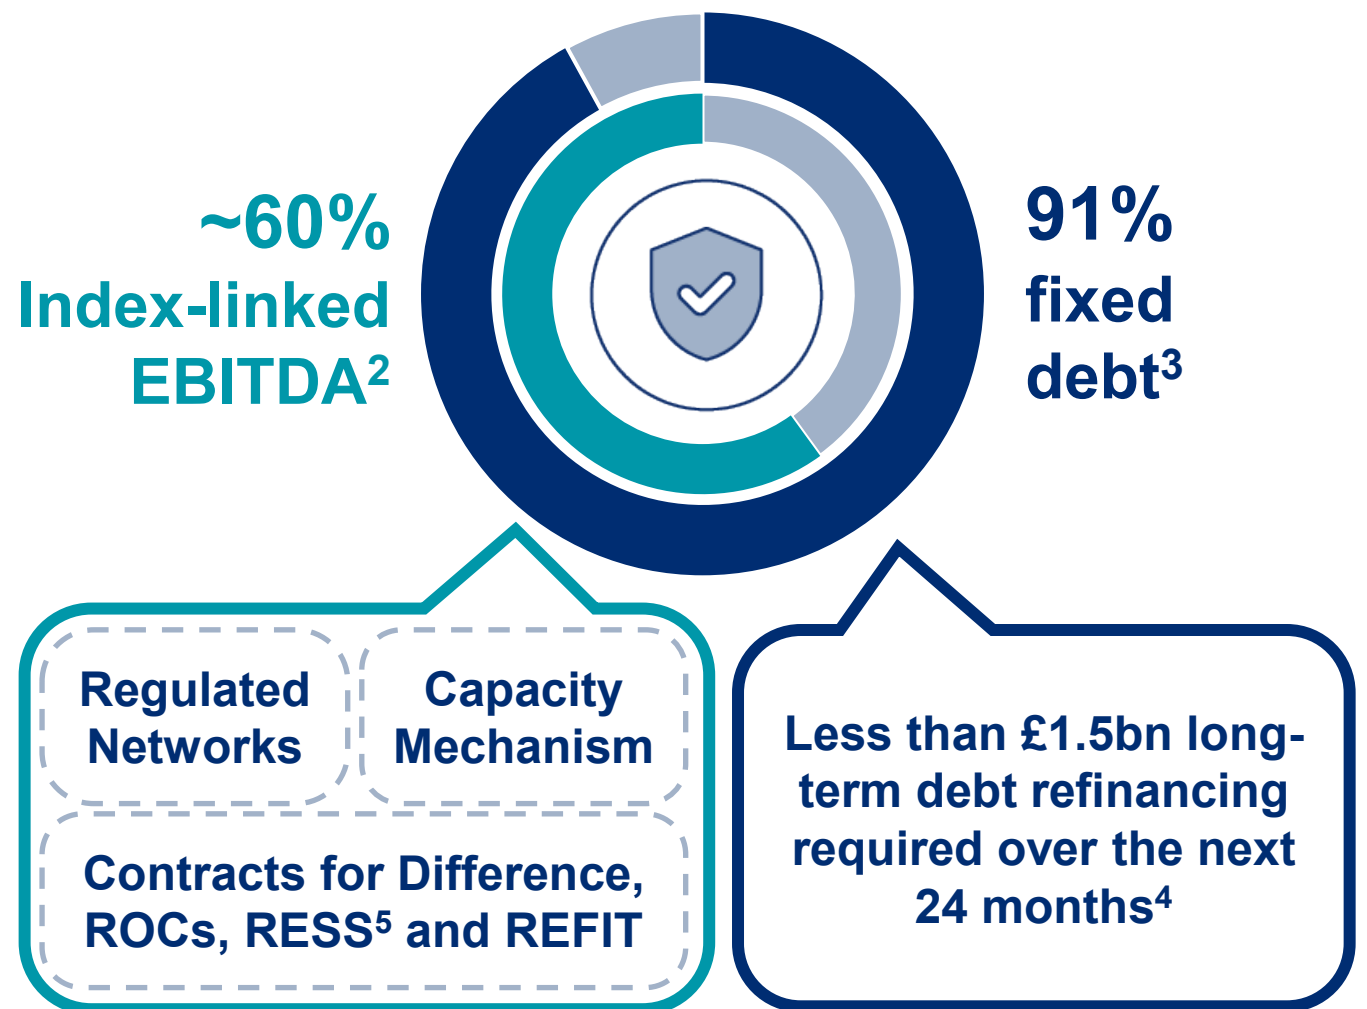 ~60%
Index-linked
EBITDA²
91%
fixed
debt³
Regulated
Networks
Capacity
Mechanism
Contracts for Difference,
ROCs, RESS⁵ and REFIT
Less than £1.5bn long-
term debt refinancing
required over the next
24 months⁴